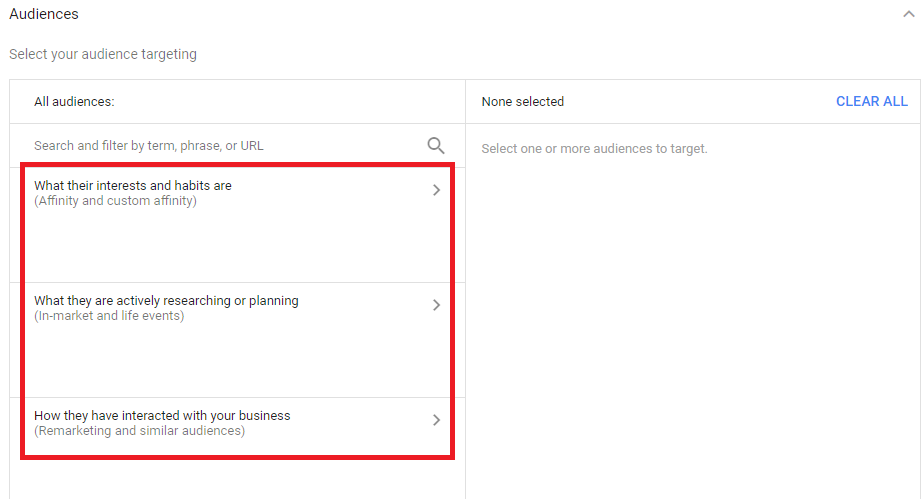 Audiences
Select your audience targeting
All audiences:
None selected
CLEAR ALL
Search and filter by term, phrase, or URL
Select one or more audiences to target.
What their interests and habits are
(Affinity and custom affinity)
What they are actively researching or planning
(In-market and life events)
How they have interacted with your business
(Remarketing and similar audiences)